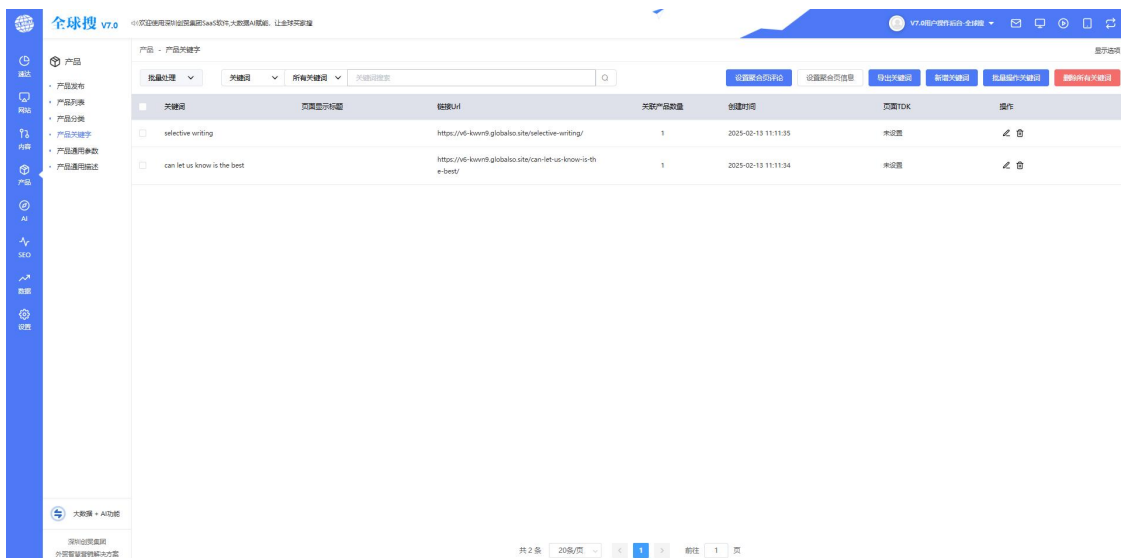 全球搜 V7.0
欢迎使用深圳创贸集团SaaS软件,大数据AI赋能，让全球买家撞
V7.0用户操作后台-全球搜
产品 - 产品关键字
显示选项
速达
网站
内容
产品
AI
SEO
数据
设置
产品
产品发布
产品列表
产品分类
产品关键字
产品通用参数
产品通用描述
批量处理 关键词 所有关键词 关键词搜索
设置聚合页评论 设置聚合页信息 导出关键词 新增关键词 批量操作关键词 删除所有关键词
关键词 页面显示标题 链接Url 关联产品数量 创建时间 页面TDK 操作
selective writing https://v6-kwvn9.globalso.site/selective-writing/ 1 2025-02-13 11:11:35 未设置
can let us know is the best https://v6-kwvn9.globalso.site/can-let-us-know-is-th
e-best/ 1 2025-02-13 11:11:34 未设置
大数据 + AI功能
深圳创贸集团
外贸智慧营销解决方案
共 2 条 20条/页 1 前往 1 页